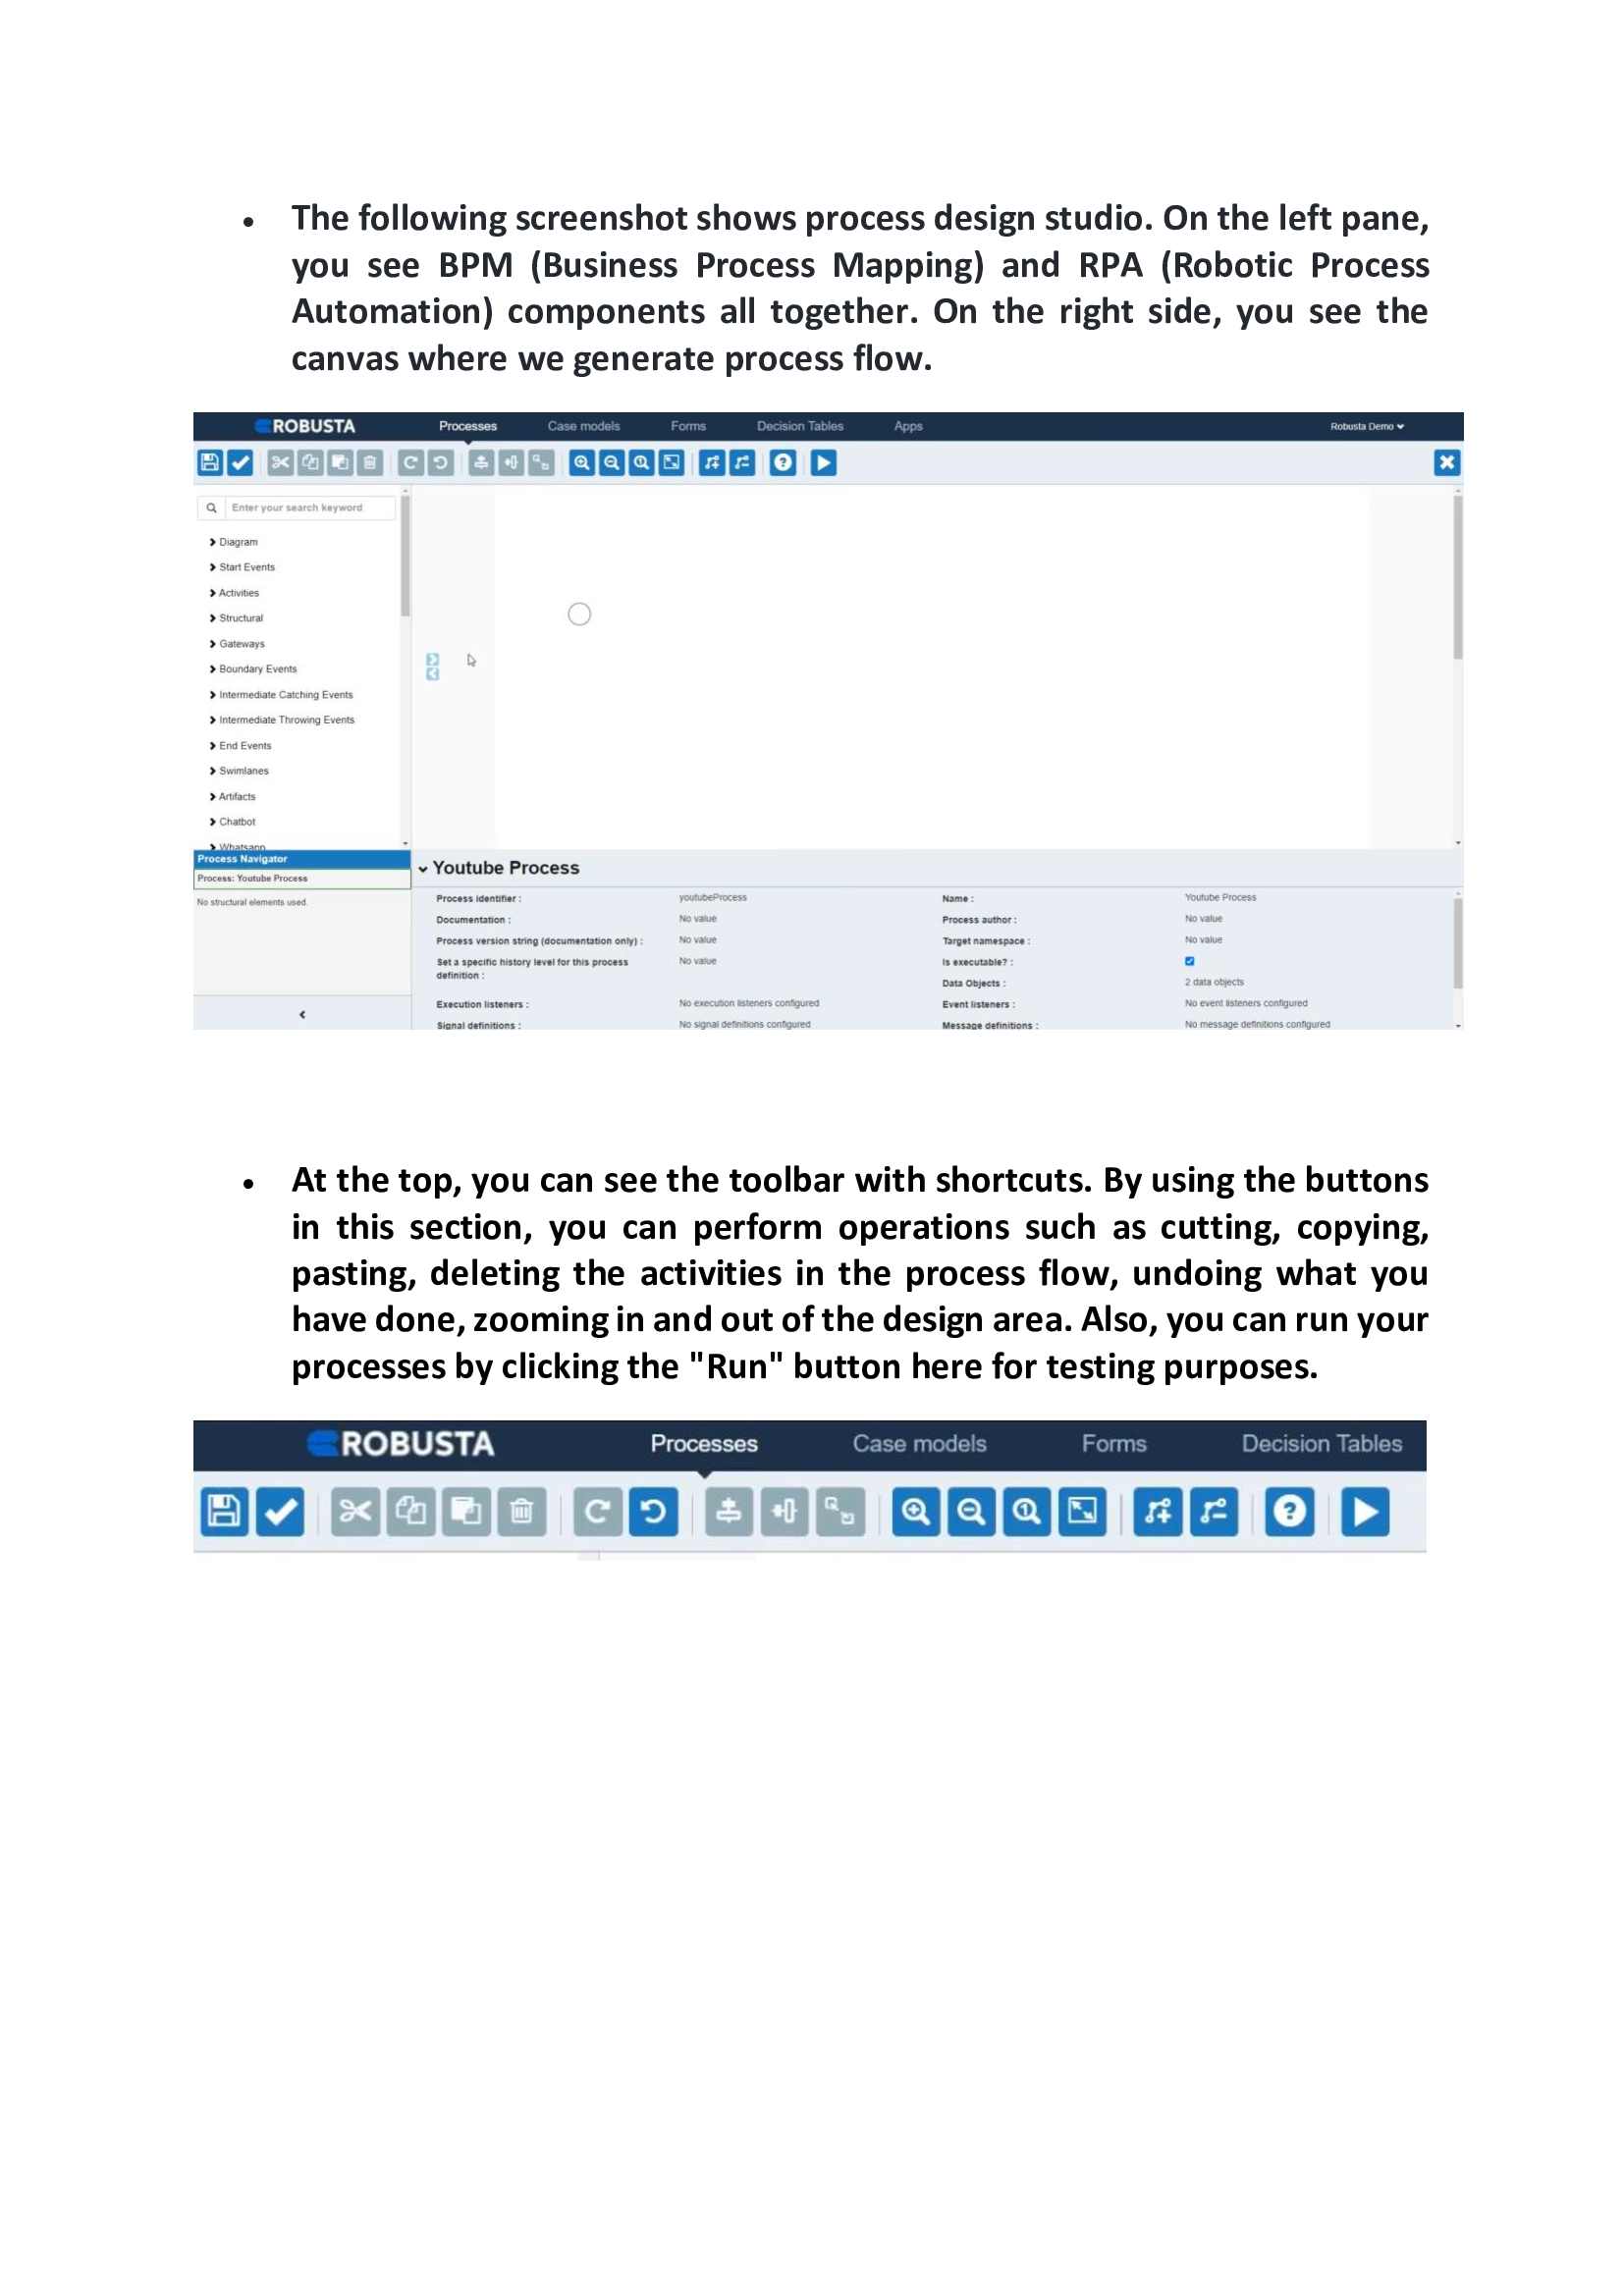 • The following screenshot shows process design studio. On the left pane,
you see BPM (Business Process Mapping) and RPA (Robotic Process
Automation) components all together. On the right side, you see the
canvas where we generate process flow.
ROBUSTA Processes Case models Forms Decision Tables Apps Robusta Demo
Enter your search keyword
Diagram
Start Events
Activities
Structural
Gateways
Boundary Events
Intermediate Catching Events
Intermediate Throwing Events
End Events
Swimlanes
Artifacts
Chatbot
Whatsapp
Process Navigator
Process: Youtube Process
No structural elements used.
Youtube Process
Process identifier : youtubeProcess Name : Youtube Process
Documentation : No value Process author : No value
Process version string (documentation only) : No value Target namespace : No value
Set a specific history level for this process No value Is executable? :
definition :
Data Objects : 2 data objects
Execution listeners : No execution listeners configured Event listeners : No event listeners configured
Signal definitions : No signal definitions configured Message definitions : No message definitions configured
• At the top, you can see the toolbar with shortcuts. By using the buttons
in this section, you can perform operations such as cutting, copying,
pasting, deleting the activities in the process flow, undoing what you
have done, zooming in and out of the design area. Also, you can run your
processes by clicking the "Run" button here for testing purposes.
ROBUSTA Processes Case models Forms Decision Tables